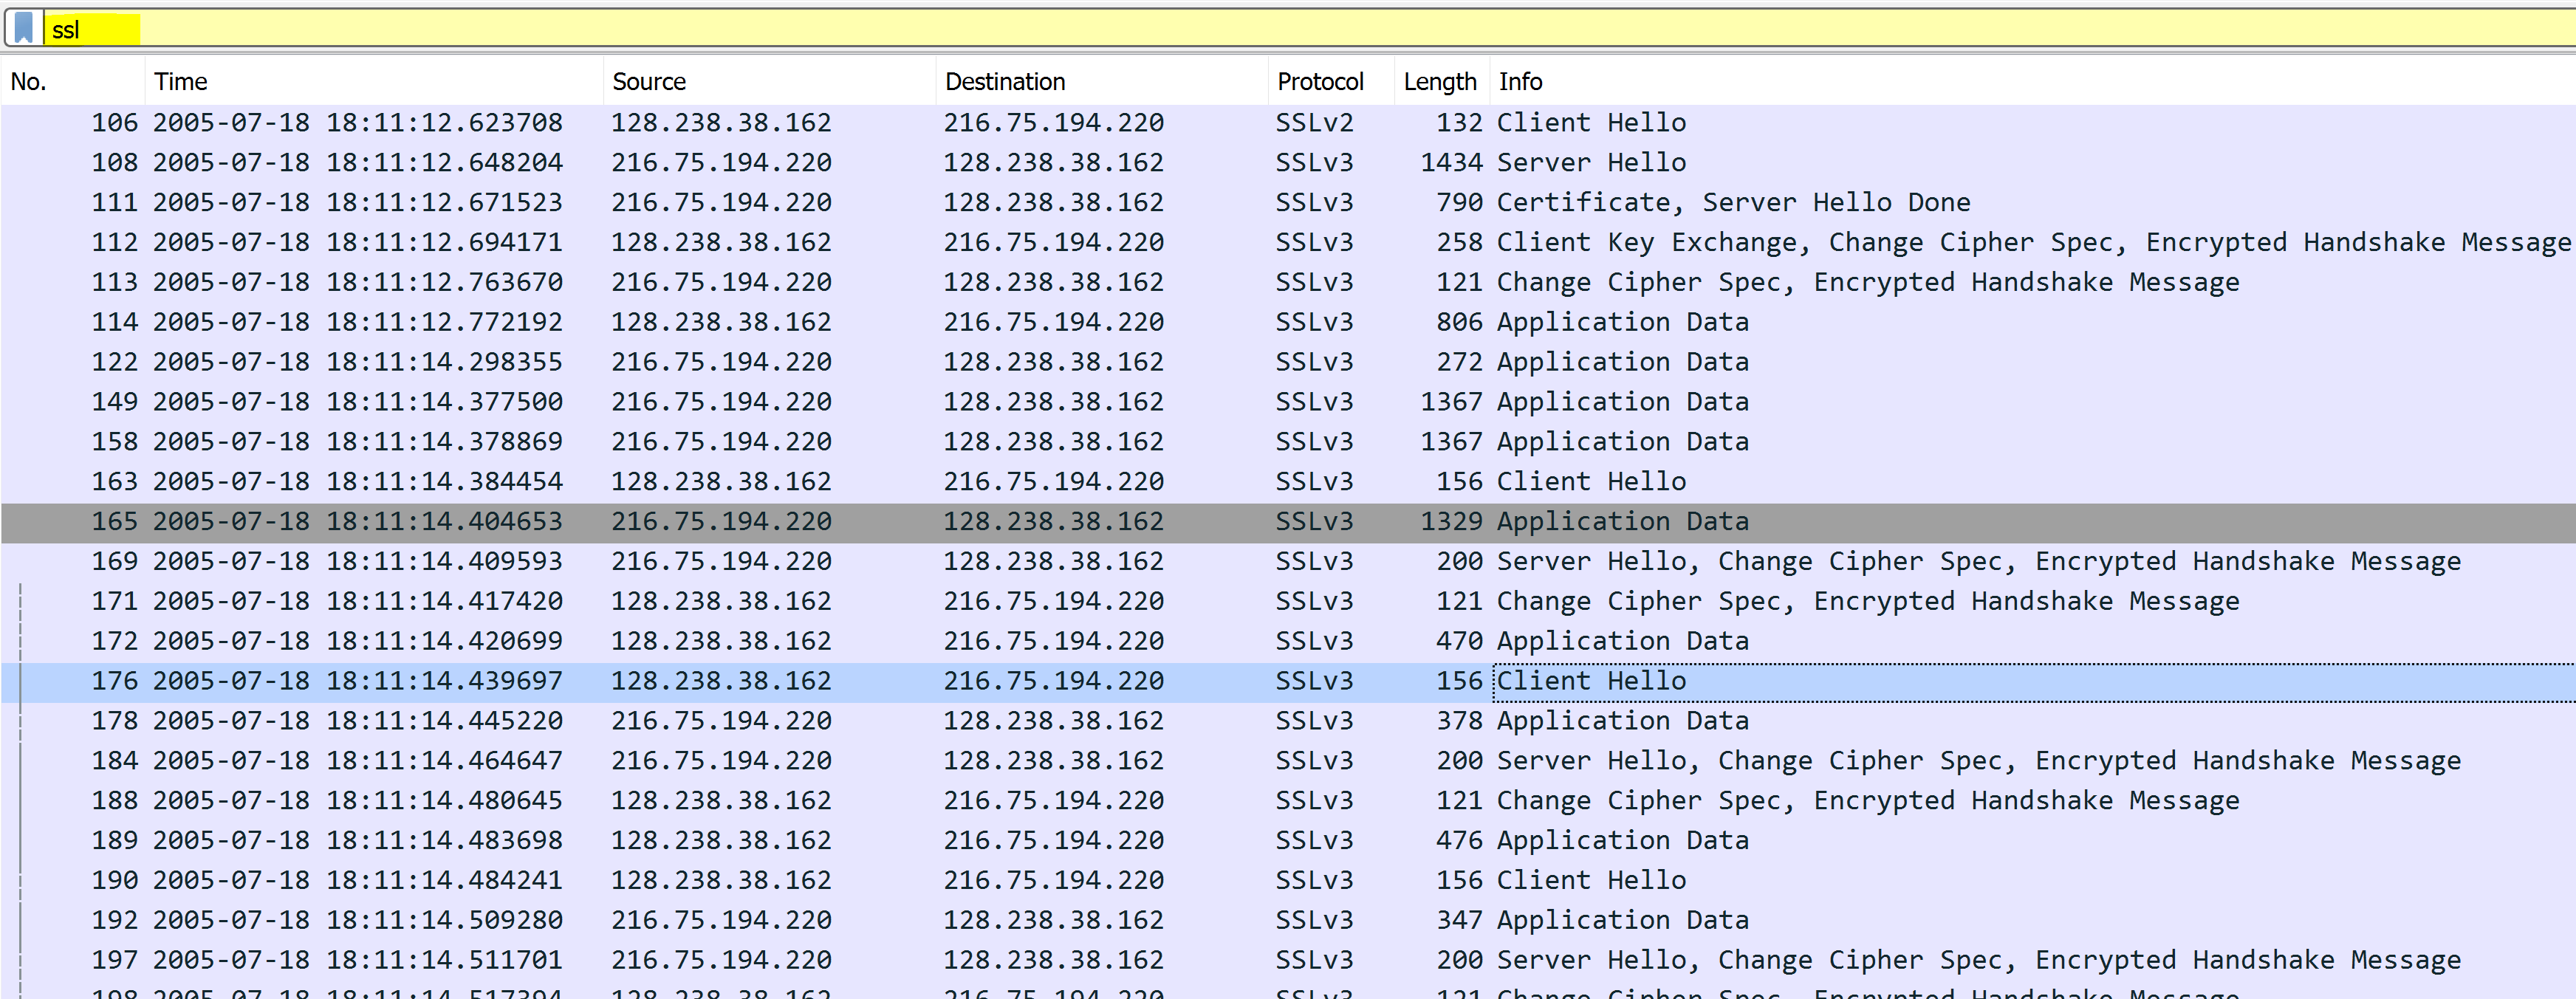 ssl
No. Time Source Destination Protocol Length Info
106 2005-07-18 18:11:12.623708 128.238.38.162 216.75.194.220 SSLv2 132 Client Hello
108 2005-07-18 18:11:12.648204 216.75.194.220 128.238.38.162 SSLv3 1434 Server Hello
111 2005-07-18 18:11:12.671523 216.75.194.220 128.238.38.162 SSLv3 790 Certificate, Server Hello Done
112 2005-07-18 18:11:12.694171 128.238.38.162 216.75.194.220 SSLv3 258 Client Key Exchange, Change Cipher Spec, Encrypted Handshake Message
113 2005-07-18 18:11:12.763670 216.75.194.220 128.238.38.162 SSLv3 121 Change Cipher Spec, Encrypted Handshake Message
114 2005-07-18 18:11:12.772192 128.238.38.162 216.75.194.220 SSLv3 806 Application Data
122 2005-07-18 18:11:14.298355 216.75.194.220 128.238.38.162 SSLv3 272 Application Data
149 2005-07-18 18:11:14.377500 216.75.194.220 128.238.38.162 SSLv3 1367 Application Data
158 2005-07-18 18:11:14.378869 216.75.194.220 128.238.38.162 SSLv3 1367 Application Data
163 2005-07-18 18:11:14.384454 128.238.38.162 216.75.194.220 SSLv3 156 Client Hello
165 2005-07-18 18:11:14.404653 216.75.194.220 128.238.38.162 SSLv3 1329 Application Data
169 2005-07-18 18:11:14.409593 216.75.194.220 128.238.38.162 SSLv3 200 Server Hello, Change Cipher Spec, Encrypted Handshake Message
171 2005-07-18 18:11:14.417420 128.238.38.162 216.75.194.220 SSLv3 121 Change Cipher Spec, Encrypted Handshake Message
172 2005-07-18 18:11:14.420699 128.238.38.162 216.75.194.220 SSLv3 470 Application Data
176 2005-07-18 18:11:14.439697 128.238.38.162 216.75.194.220 SSLv3 156 Client Hello
178 2005-07-18 18:11:14.445220 216.75.194.220 128.238.38.162 SSLv3 378 Application Data
184 2005-07-18 18:11:14.464647 216.75.194.220 128.238.38.162 SSLv3 200 Server Hello, Change Cipher Spec, Encrypted Handshake Message
188 2005-07-18 18:11:14.480645 128.238.38.162 216.75.194.220 SSLv3 121 Change Cipher Spec, Encrypted Handshake Message
189 2005-07-18 18:11:14.483698 128.238.38.162 216.75.194.220 SSLv3 476 Application Data
190 2005-07-18 18:11:14.484241 128.238.38.162 216.75.194.220 SSLv3 156 Client Hello
192 2005-07-18 18:11:14.509280 216.75.194.220 128.238.38.162 SSLv3 347 Application Data
197 2005-07-18 18:11:14.511701 216.75.194.220 128.238.38.162 SSLv3 200 Server Hello, Change Cipher Spec, Encrypted Handshake Message
198 2005-07-18 18:11:14.517394 128.238.38.162 216.75.194.220 SSLv3 121 Change Cipher Spec, Encrypted Handshake Message